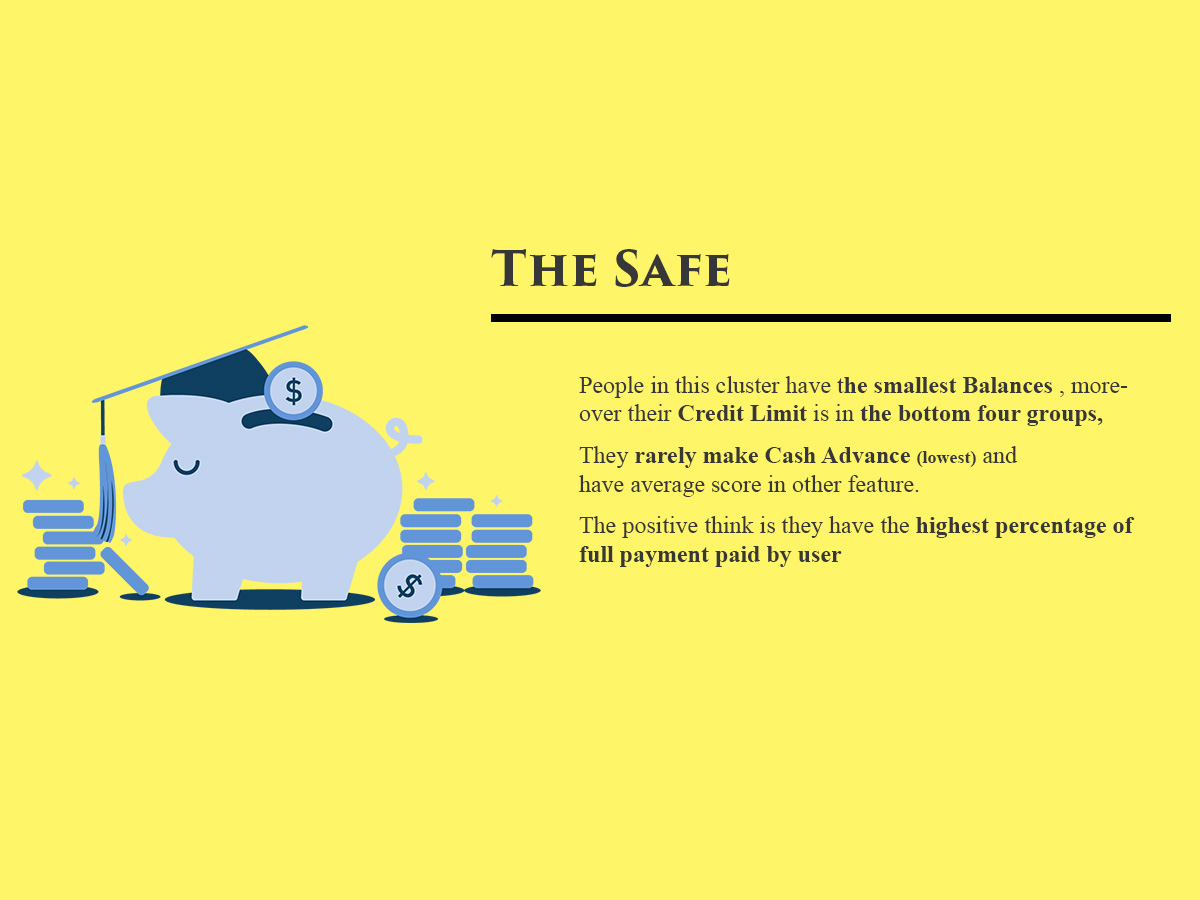 The Safe
$
People in this cluster have the smallest Balances , more-
over their Credit Limit is in the bottom four groups,
They rarely make Cash Advance (lowest) and
have average score in other feature.
The positive think is they have the highest percentage of
full payment paid by user
$